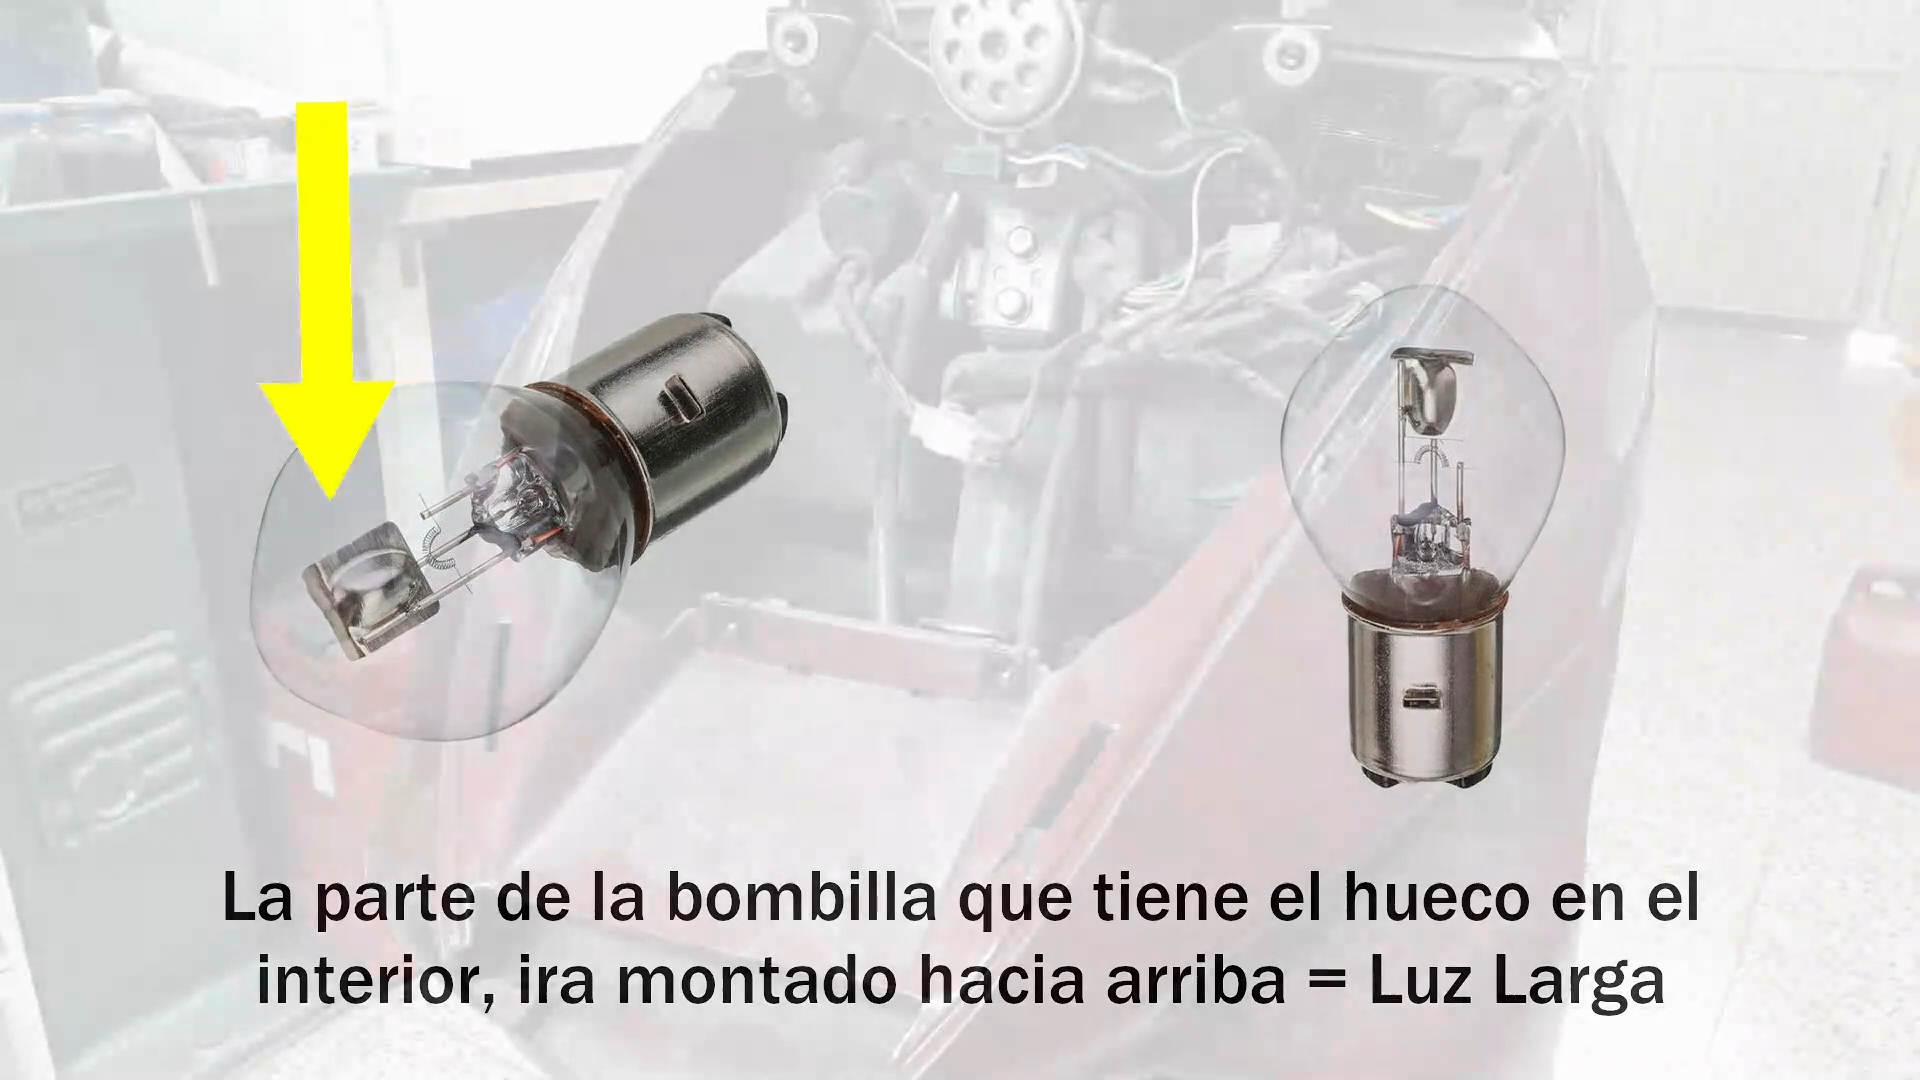 La parte de la bombilla que tiene el hueco en el
interior, ira montado hacia arriba = Luz Larga